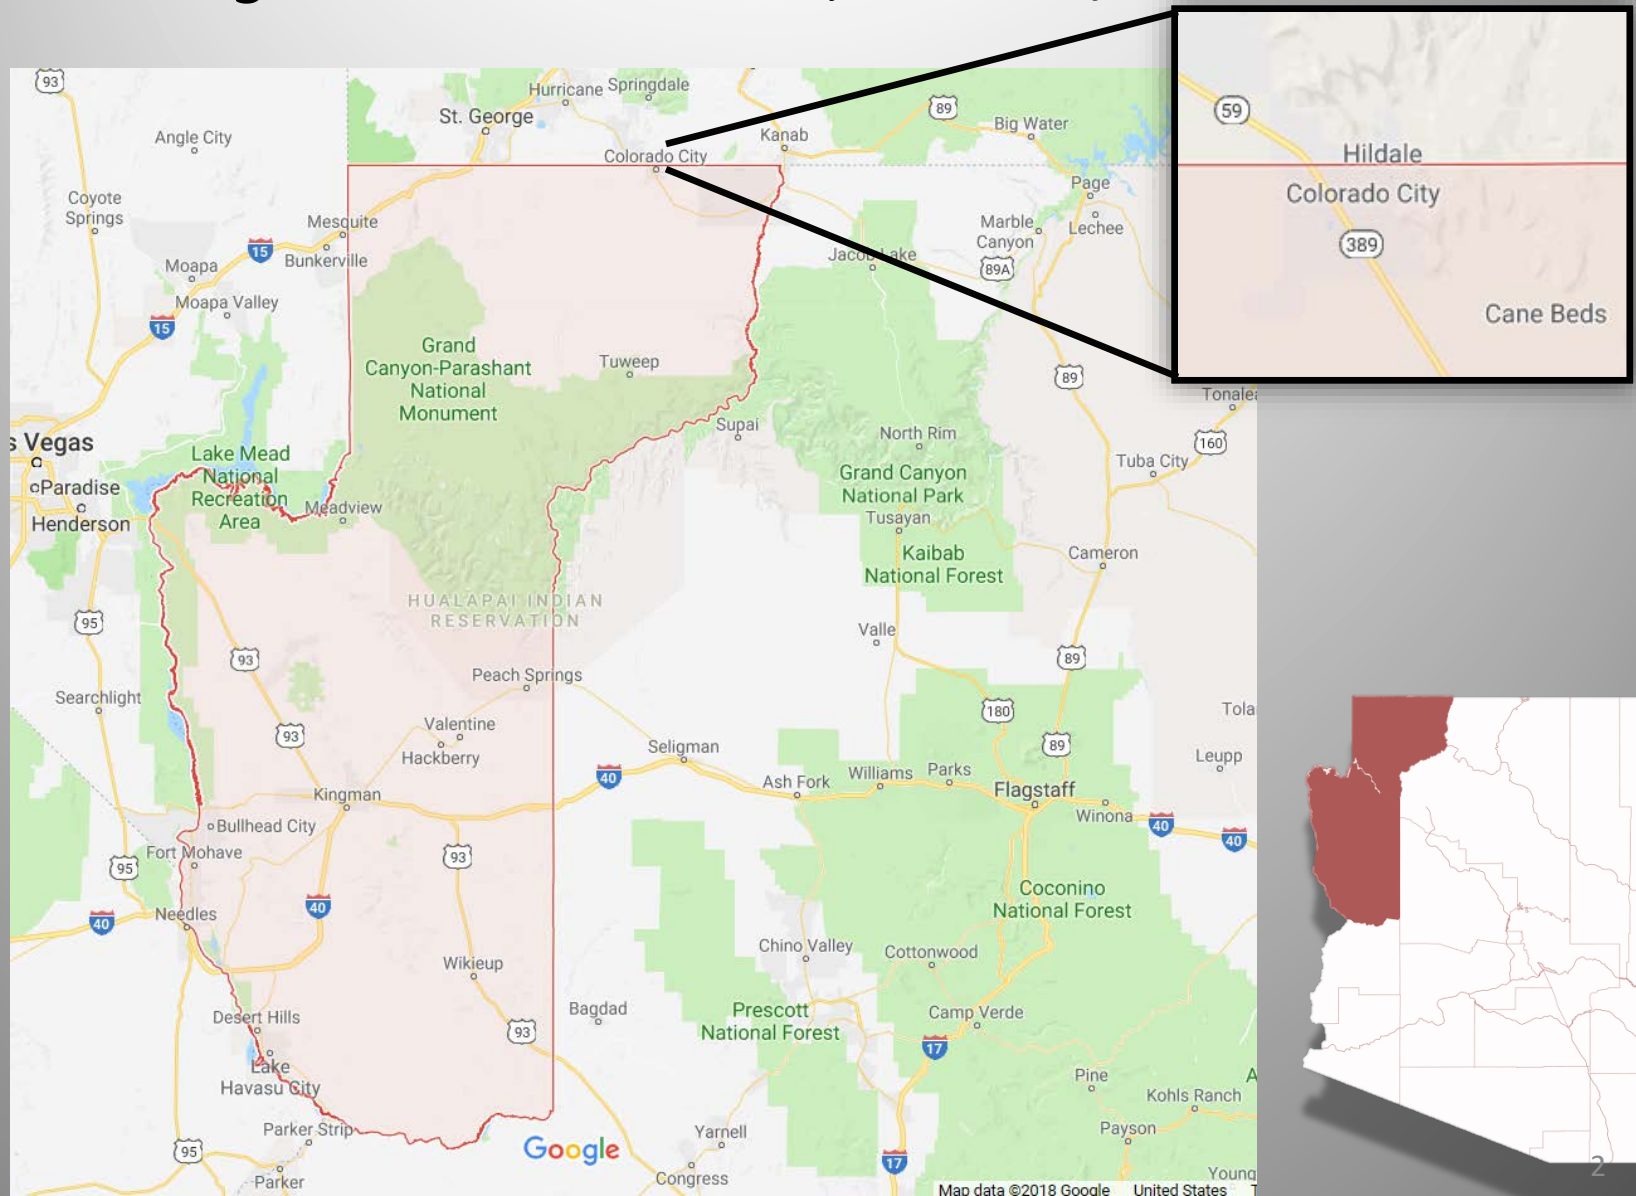 93
Hurricane
Springdale
St. George
Angle City
89
Big Water
Kanab
Colorado City
Page
Coyote
Springs
Mesquite
15
Bunkerville
Marble
Canyon
Lechee
89A
Jacob Lake
Moapa
Moapa Valley
15
Grand
Canyon-Parashant
National
Monument
Tuweep
89
Tonalea
Supai
North Rim
160
s Vegas
Paradise
Henderson
Lake Mead
National
Recreation
Area
Meadview
Grand Canyon
National Park
Tusayan
Tuba City
Kaibab
National Forest
Cameron
HUALAPAI INDIAN
RESERVATION
95
Valle
93
89
Peach Springs
Searchlight
180
Tola
93
Valentine
Hackberry
Seligman
89
Leupp
40
Ash Fork
Williams
Parks
Flagstaff
Winona
Kingman
40
40
Bullhead City
Fort Mohave
95
93
40
40
Needles
Coconino
National Forest
Chino Valley
Cottonwood
Wikieup
Bagdad
Prescott
National Forest
Camp Verde
Desert Hills
93
17
Lake
Havasu City
Pine
A
Kohls Ranch
Parker Strip
Yarnell
Payson
95
Google
17
Parker
Congress
Young
Map data ©2018 Google
United States
T
59
Hildale
Colorado City
389
Cane Beds
2